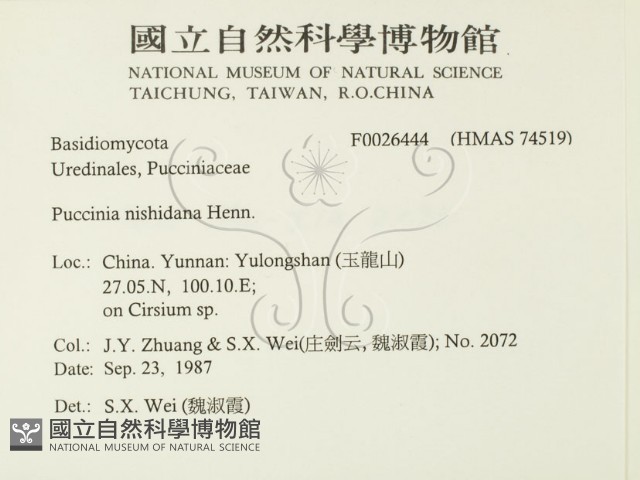 國立自然科學博物館
NATIONAL MUSEUM OF NATURAL SCIENCE
TAICHUNG, TAIWAN, R.O.CHINA
Basidiomycota F0026444 (HMAS 74519)
Uredinales, Pucciniaceae
Puccinia nishidana Henn.
Loc.: China. Yunnan: Yulongshan (玉龍山)
27.05.N, 100.10.E;
on Cirsium sp.
Col.: J.Y. Zhuang & S.X. Wei(庄劍云, 魏淑霞); No. 2072
Date: Sep. 23, 1987
Det.: S.X. Wei (魏淑霞)
國立自然科學博物館
NATIONAL MUSEUM OF NATURAL SCIENCE